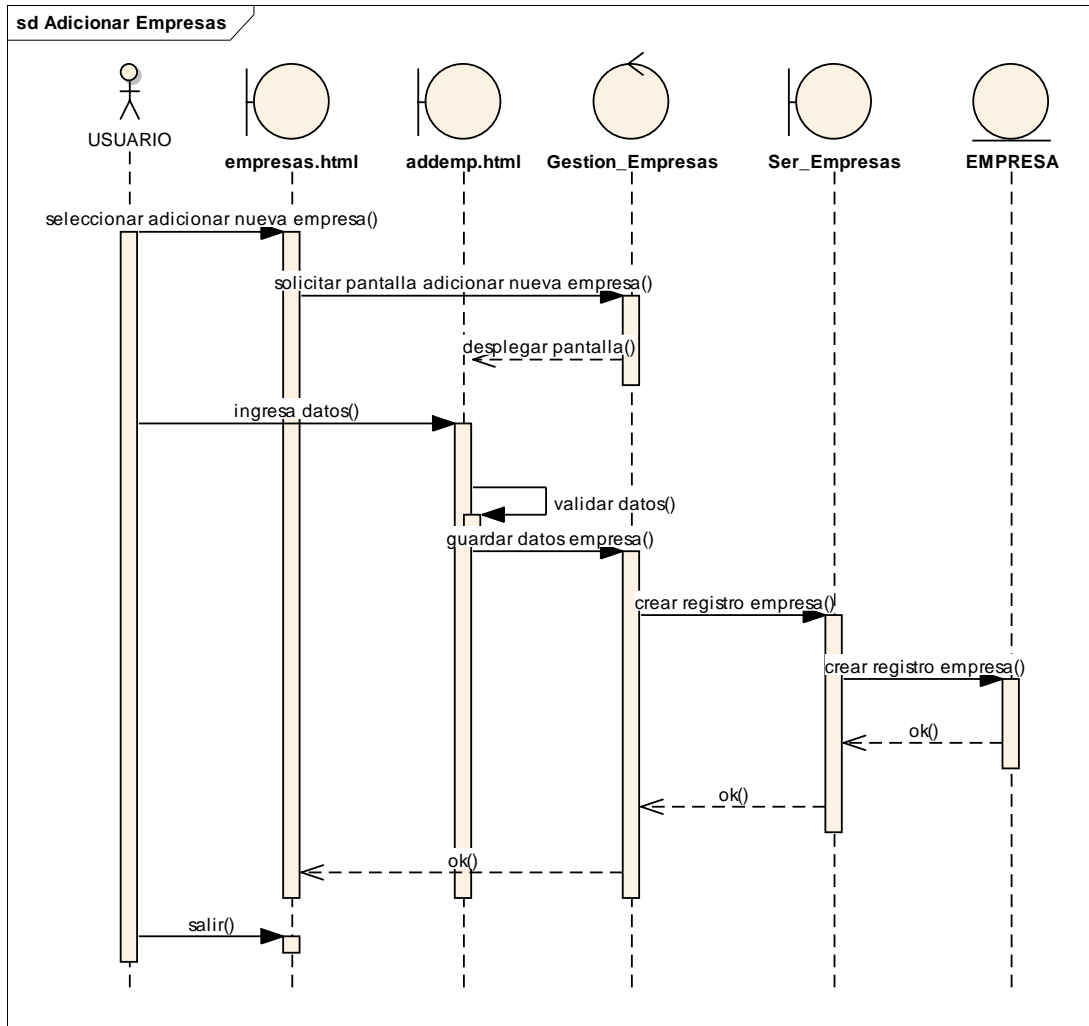 sd Adicionar Empresas
USUARIO
empresas.html
addemp.html
Gestion_Empresas
Ser_Empresas
EMPRESA
seleccionar adicionar nueva empresa()
solicitar pantalla adicionar nueva empresa()
desplegar pantalla()
ingresa datos()
validar datos()
guardar datos empresa()
crear registro empresa()
crear registro empresa()
ok()
ok()
ok()
salir()